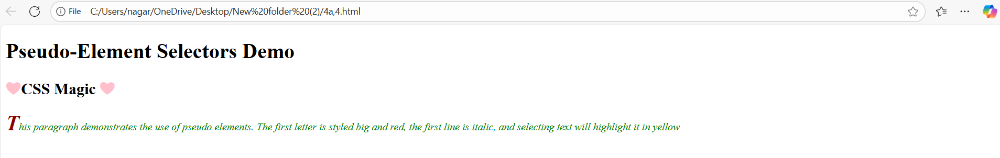 File C:/Users/nagar/OneDrive/Desktop/New%20folder%20(2)/4a,4.html
Pseudo-Element Selectors Demo
CSS Magic
This paragraph demonstrates the use of pseudo elements. The first letter is styled big and red, the first line is italic, and selecting text will highlight it in yellow